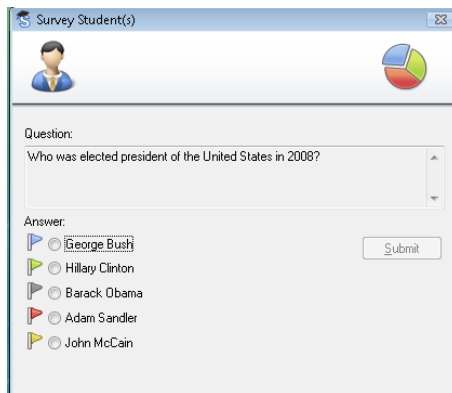 Survey Student(s)
Question:
Who was elected president of the United States in 2008?
Answer:
George Bush
Submit
Hillary Clinton
Barack Obama
Adam Sandler
John McCain